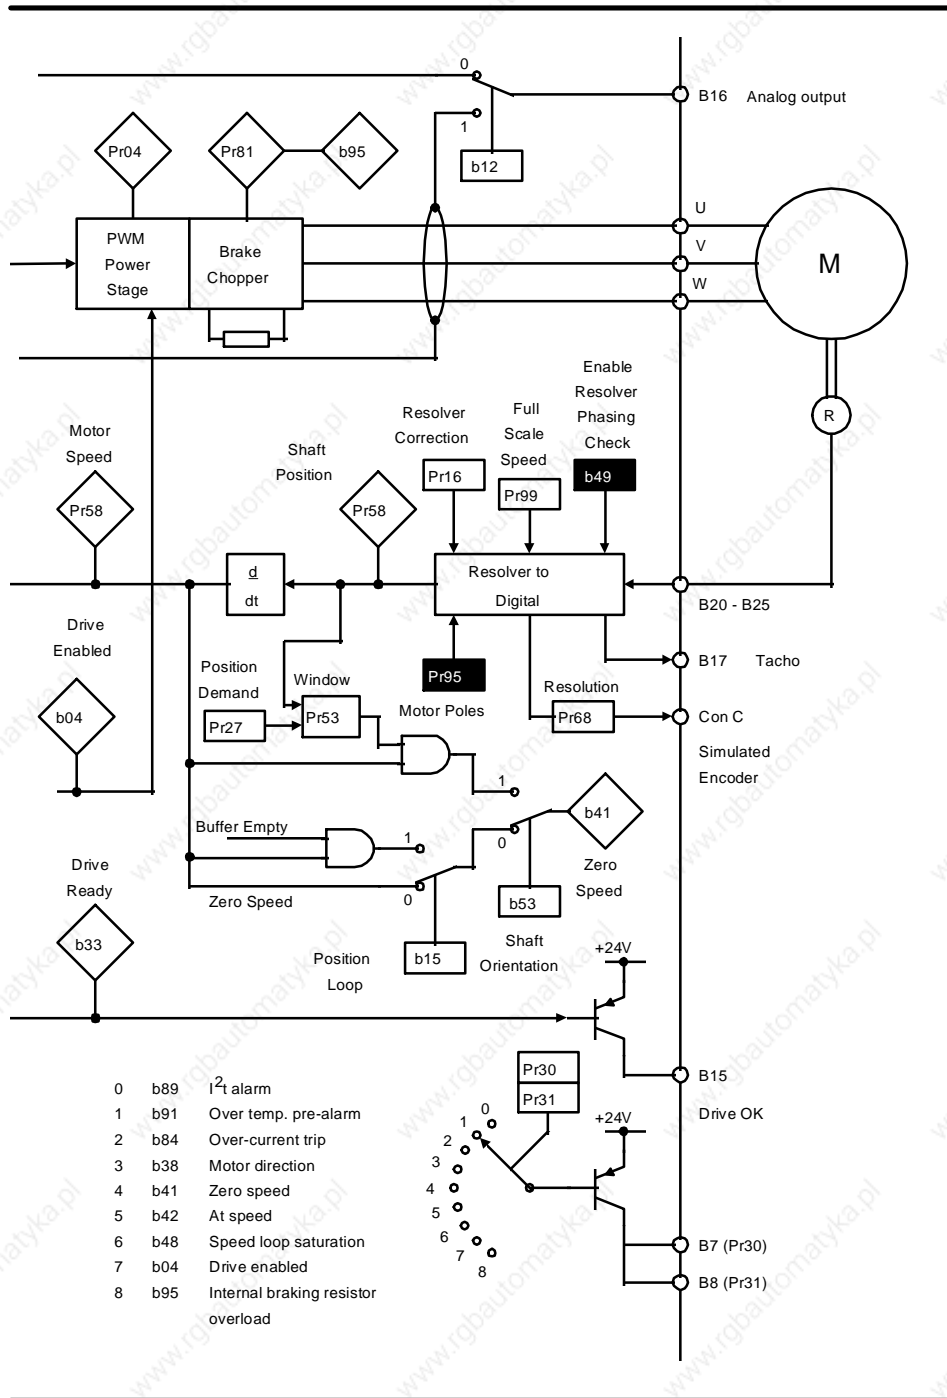 0
B16 Analog output
1
Pr04
Pr81
b95
b12
U
PWM
Power
Stage
Brake
Chopper
V
M
W
Enable
Resolver
Phasing
Check
Full
Scale
Speed
Resolver
Correction
R
Motor
Speed
Shaft
Position
Pr16
b49
Pr99
Pr58
Pr58
d
dt
Resolver to
Digital
B20 - B25
Drive
Enabled
Position
Demand
Window
Pr95
B17 Tacho
Motor Poles
Resolution
b04
Pr27
Pr53
Pr68
Con C
Simulated
Encoder
1
b41
Buffer Empty
1
0
Zero
Speed
Drive
Ready
Zero Speed
0
b53
b33
Position
Loop
b15
Shaft
Orientation
+24V
B15
Drive OK
Pr30
Pr31
+24V
0 b89 I2t alarm
1 b91 Over temp. pre-alarm
2 b84 Over-current trip
3 b38 Motor direction
4 b41 Zero speed
5 b42 At speed
6 b48 Speed loop saturation
7 b04 Drive enabled
8 b95 Internal braking resistor
overload
0
1
2
3
4
5
6
7
8
B7 (Pr30)
B8 (Pr31)
www.rgbautomatyka.pl